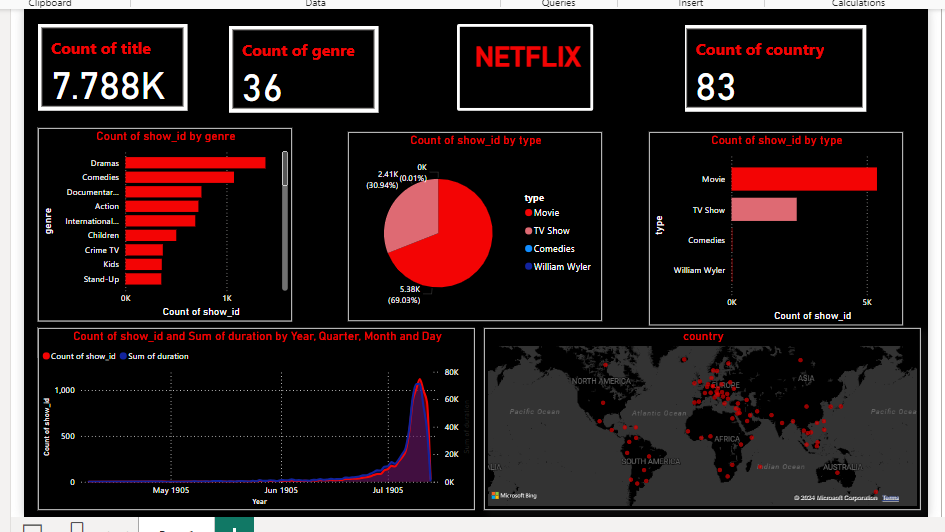 Clipboard
Data
Queries
Insert
Calculations
Count of title
7.788K
Count of genre
36
NETFLIX
Count of country
83
Count of show_id by genre
genre
Dramas
Comedies
Documentar...
Action
International...
Children
Crime TV
Kids
Stand-Up
0K
1K
Count of show_id
Count of show_id by type
0K
(0.01%)
2.41K
(30.94%)
5.38K
(69.03%)
type
Movie
TV Show
Comedies
William Wyler
Count of show_id by type
type
Movie
TV Show
Comedies
William Wyler
0K
5K
Count of show_id
Count of show_id and Sum of duration by Year, Quarter, Month and Day
Count of show_id
Sum of duration
Count of show_id
1,000
500
0
80K
60K
40K
20K
0K
May 1905
Jun 1905
Jul 1905
Year
country
NORTH AMERICA
EUROPE
ASIA
Pacific Ocean
Atlantic Ocean
Pacific Ocea
AFRICA
SOUTH AMERICA
Indian Ocean
AUSTRALIA
Microsoft Bing
© 2024 Microsoft Corporation
Terms